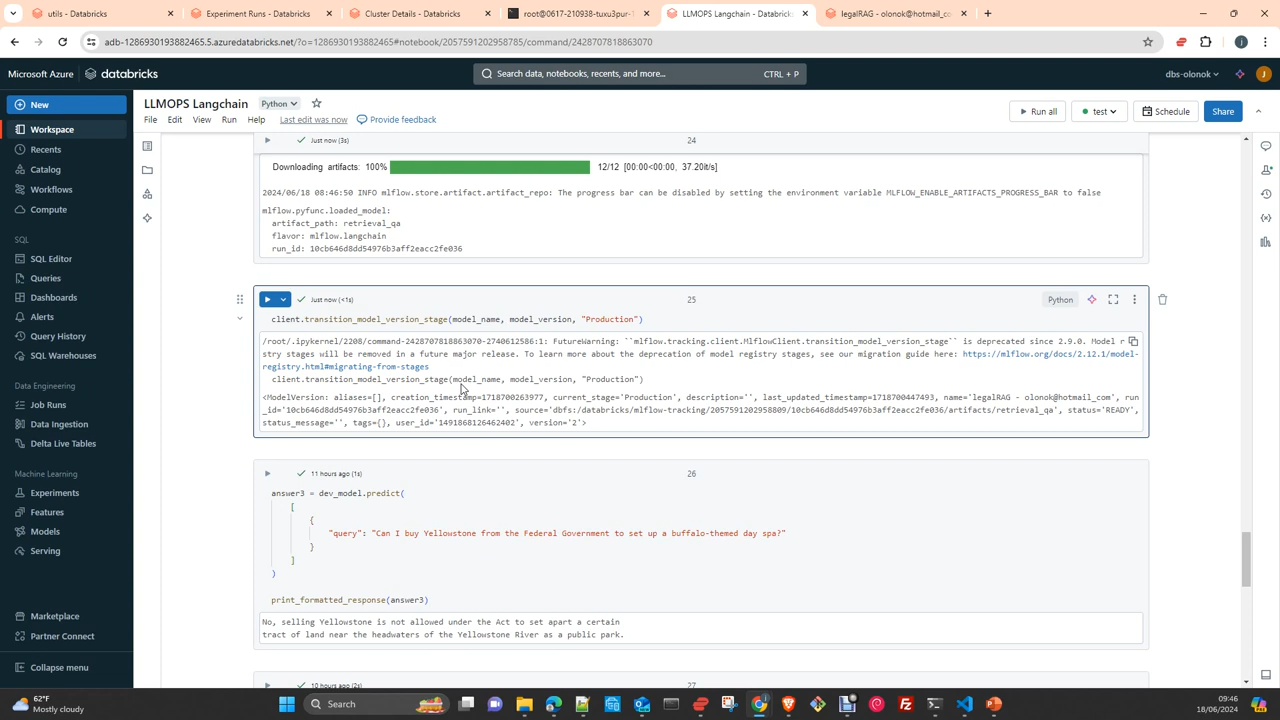 utils - Databricks
Experiment Runs - Databricks
Cluster Details - Databricks
root@0617-210938-tuxu3pur-1
LLMOPS Langchain - Databricks
legalRAG - olonok@hotmail_co
adb-1286930193882465.5.azuredatabricks.net/?o=1286930193882465#notebook/2057591202958785/command/2428707818863070
Microsoft Azure
databricks
Search data, notebooks, recents, and more...
CTRL + P
dbs-olonok
J
New
Workspace
Recents
Catalog
Workflows
Compute
SQL
SQL Editor
Queries
Dashboards
Alerts
Query History
SQL Warehouses
Data Engineering
Job Runs
Data Ingestion
Delta Live Tables
Machine Learning
Experiments
Features
Models
Serving
Marketplace
Partner Connect
Collapse menu
LLMOPS Langchain
Python
File Edit View Run Help Last edit was now Provide feedback
Run all
test
Schedule
Share
Just now (3s)
24
Downloading artifacts: 100% 12/12 [00:00<00:00, 37.20it/s]
2024/06/18 08:46:50 INFO mlflow.store.artifact.artifact_repo: The progress bar can be disabled by setting the environment variable MLFLOW_ENABLE_ARTIFACTS_PROGRESS_BAR to false
mlflow.pyfunc.loaded_model:
artifact_path: retrieval_qa
flavor: mlflow.langchain
run_id: 10cb646d8dd54976b3aff2eacc2fe036
Just now (<1s)
25
Python
client.transition_model_version_stage(model_name, model_version, "Production")
/root/.ipykernel/2208/command-2428707818863070-2740612586:1: FutureWarning: ``mlflow.tracking.client.MlflowClient.transition_model_version_stage`` is deprecated since 2.9.0. Model r
stry stages will be removed in a future major release. To learn more about the deprecation of model registry stages, see our migration guide here: https://mlflow.org/docs/2.12.1/model-
registry.html#migrating-from-stages
client.transition_model_version_stage(model_name, model_version, "Production")
<ModelVersion: aliases=[], creation_timestamp=1718700263977, current_stage='Production', description='', last_updated_timestamp=1718700447493, name='legalRAG - olonok@hotmail_com', run
_id='10cb646d8dd54976b3aff2eacc2fe036', run_link='', source='dbfs:/databricks/mlflow-tracking/2057591202958809/10cb646d8dd54976b3aff2eacc2fe036/artifacts/retrieval_qa', status='READY',
status_message='', tags={}, user_id='1491868126462402', version='2'>
11 hours ago (1s)
26
answer3 = dev_model.predict(
[
{
"query": "Can I buy Yellowstone from the Federal Government to set up a buffalo-themed day spa?"
}
]
)
print_formatted_response(answer3)
No, selling Yellowstone is not allowed under the Act to set apart a certain
tract of land near the headwaters of the Yellowstone River as a public park.
10 hours ago (2s)
27
62°F
Mostly cloudy
Search
09:46
18/06/2024